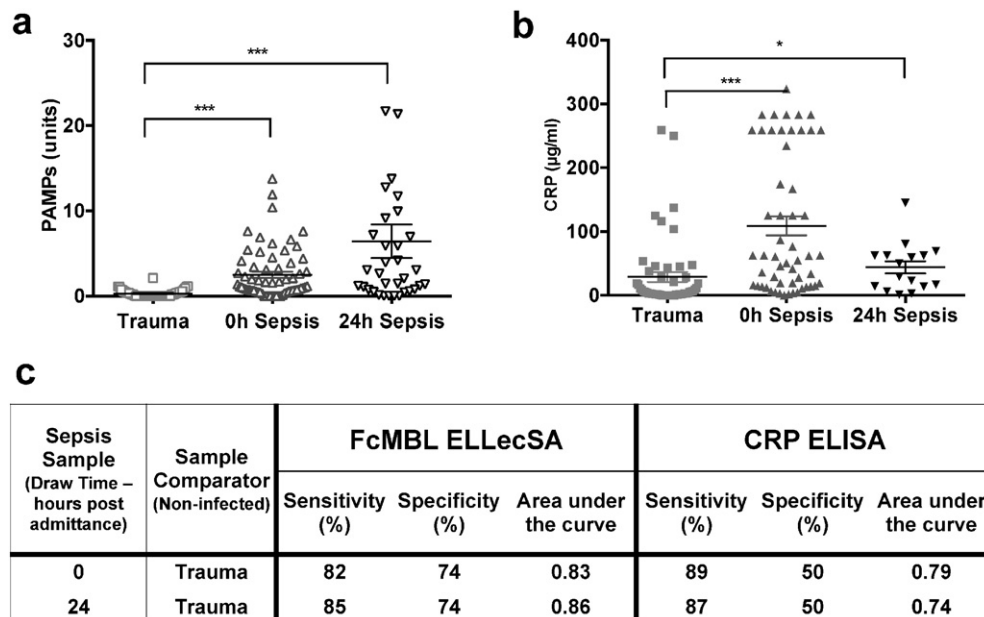 a
30
20
10
0
PAMPs (units)
***
***
Trauma
0h Sepsis
24h Sepsis
b
400
300
200
100
0
CRP (µg/ml)
*
***
Trauma
0h Sepsis
24h Sepsis
c
Sepsis
Sample
(Draw Time –
hours post
admittance)
Sample
Comparator
(Non-infected)
FcMBL ELLecSA
CRP ELISA
Sensitivity
(%)
Specificity
(%)
Area under
the curve
Sensitivity
(%)
Specificity
(%)
Area under
the curve
0 Trauma 82 74 0.83 89 50 0.79
24 Trauma 85 74 0.86 87 50 0.74